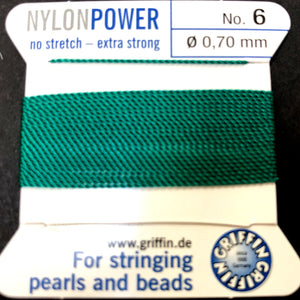 NYLONPOWER
No. 6
no stretch – extra strong
Ø 0,70 mm
www.griffin.de
For stringing
pearls and beads
GRIFFIN GRIFFIN